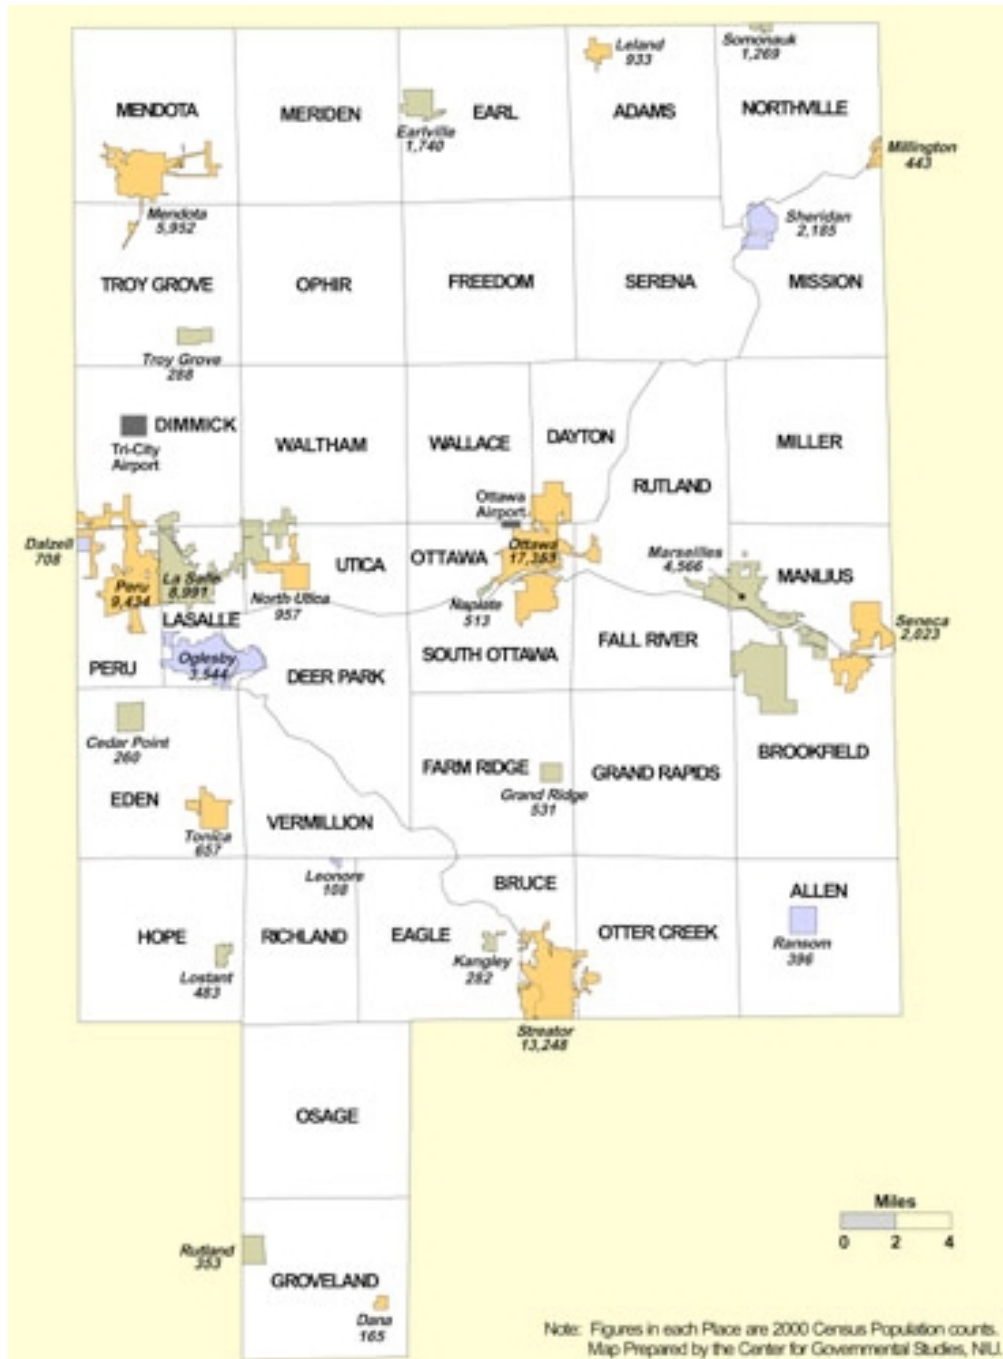 Somonauk
1,269
Leland
933
MENDOTA
MERIDEN
EARL
ADAMS
NORTHVILLE
Earlville
1,740
Millington
443
Mendota
5,952
Sheridan
2,185
TROY GROVE
OPHIR
FREEDOM
SERENA
MISSION
Troy Grove
288
DIMMICK
Tri-City
Airport
WALTHAM
WALLACE
DAYTON
MILLER
RUTLAND
Ottawa
Airport
Dalzell
708
Peru
9,434
La Salle
8,991
UTICA
North Utica
957
OTTAWA
Ottawa
Naplate
513
Marseilles
4,566
MANLIUS
Seneca
2,023
LASALLE
PERU
Oglesby
3,544
DEER PARK
SOUTH OTTAWA
FALL RIVER
Cedar Point
260
FARM RIDGE
Grand Ridge
531
GRAND RAPIDS
BROOKFIELD
EDEN
Tonica
657
VERMILLION
Leonore
108
BRUCE
ALLEN
HOPE
RICHLAND
EAGLE
OTTER CREEK
Lostant
483
Kangley
282
Ransom
396
Streator
13,248
OSAGE
Miles
0 2 4
Rutland
353
GROVELAND
Dana
165
Note: Figures in each Place are 2000 Census Population counts.
Map Prepared by the Center for Governmental Studies, NIU.